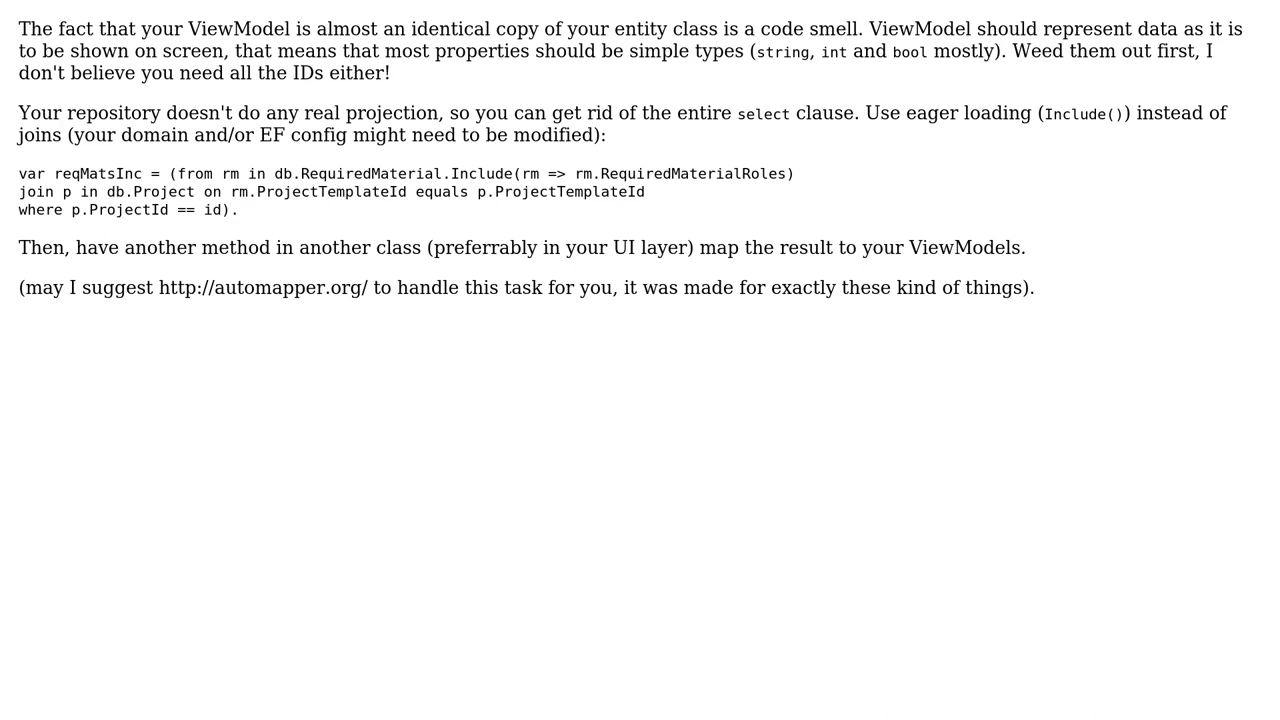 The fact that your ViewModel is almost an identical copy of your entity class is a code smell. ViewModel should represent data as it is
to be shown on screen, that means that most properties should be simple types (string, int and bool mostly). Weed them out first, I
don't believe you need all the IDs either!
Your repository doesn't do any real projection, so you can get rid of the entire select clause. Use eager loading (Include()) instead of
joins (your domain and/or EF config might need to be modified):
var reqMatsInc = (from rm in db.RequiredMaterial.Include(rm => rm.RequiredMaterialRoles)
join p in db.Project on rm.ProjectTemplateId equals p.ProjectTemplateId
where p.ProjectId == id).
Then, have another method in another class (preferrably in your UI layer) map the result to your ViewModels.
(may I suggest http://automapper.org/ to handle this task for you, it was made for exactly these kind of things).